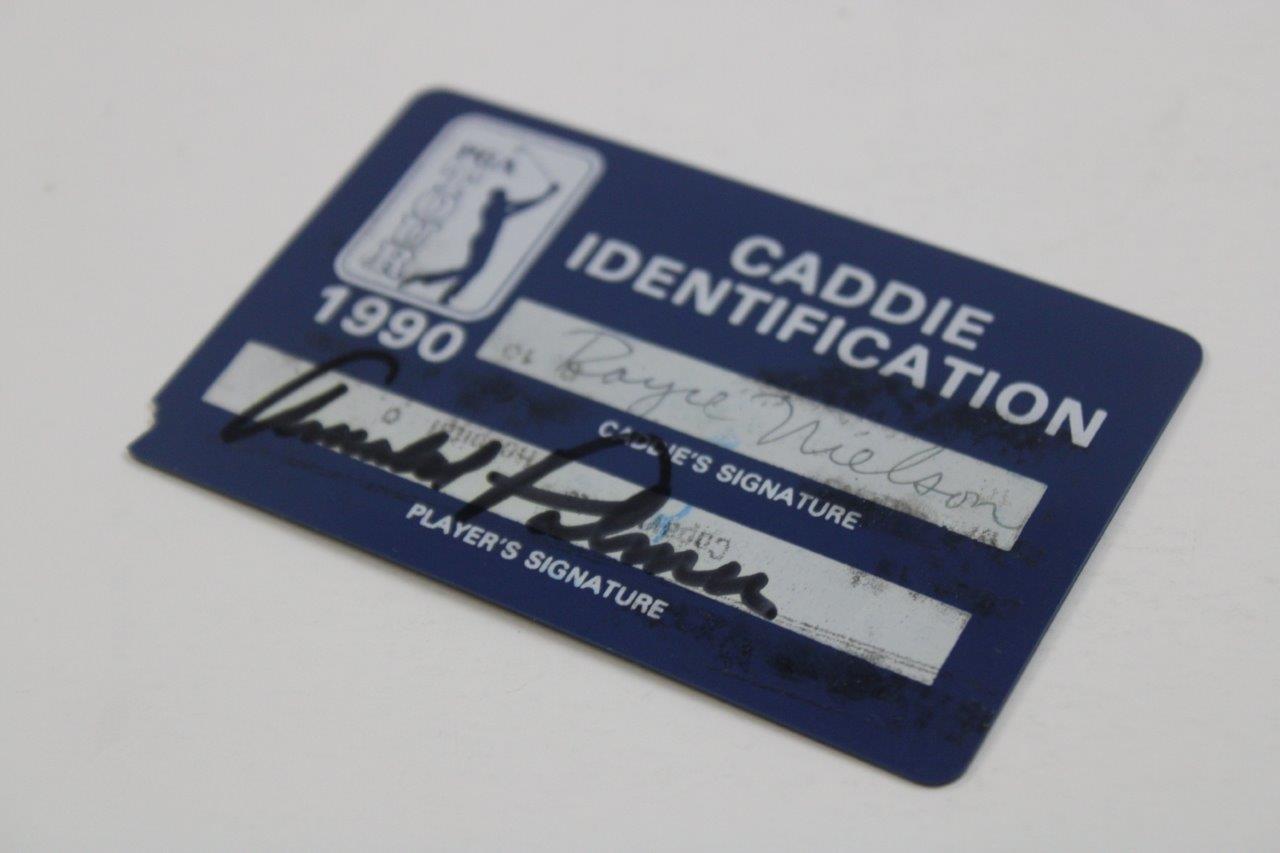 PGA
TOUR
1990
CADDIE
IDENTIFICATION
Royce Nielson
CADDIE'S SIGNATURE
Arnold Palmer
PLAYER'S SIGNATURE